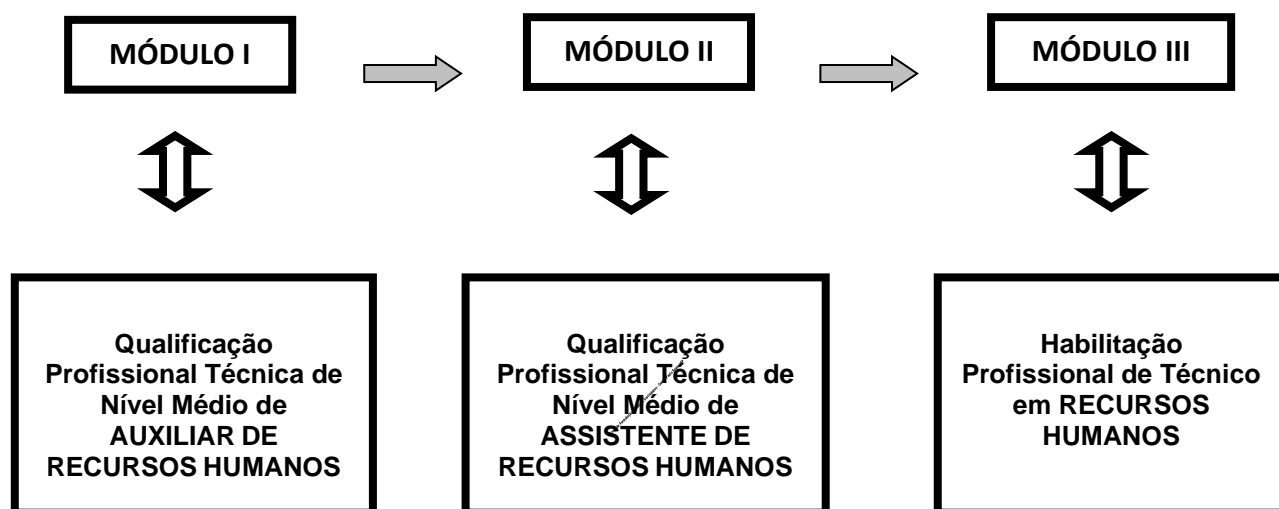 MÓDULO I
MÓDULO II
MÓDULO III
Qualificação
Profissional Técnica de
Nível Médio de
AUXILIAR DE
RECURSOS HUMANOS
Qualificação
Profissional Técnica de
Nível Médio de
ASSISTENTE DE
RECURSOS HUMANOS
Habilitação
Profissional de Técnico
em RECURSOS
HUMANOS